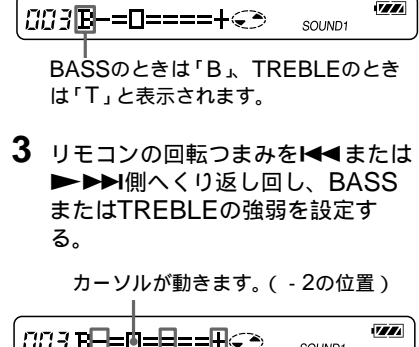 003 B-=0====+ SOUND1
BASSのときは「B」、TREBLEのとき
は「T」と表示されます。
3 リモコンの回転つまみを⏮または
▶⏭側へくり返し回し、BASS
またはTREBLEの強弱を設定す
る。
カーソルが動きます。( - 2の位置 )
003 B-=0=-==+ SOUND1